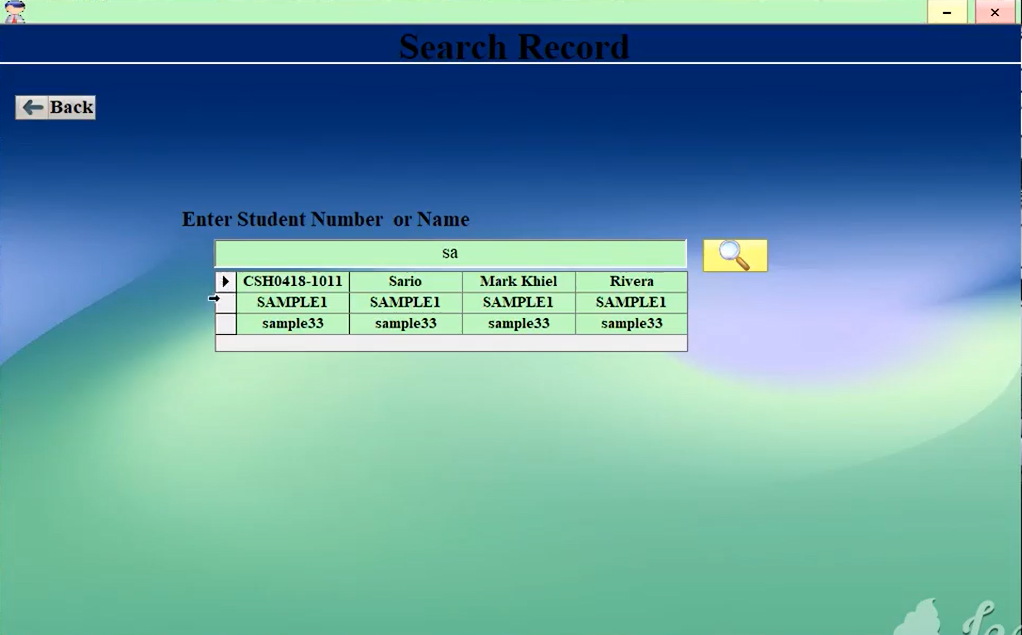 Search Record
Back
Enter Student Number  or Name
sa
CSH0418-1011 Sario Mark Khiel Rivera
SAMPLE1 SAMPLE1 SAMPLE1 SAMPLE1
sample33 sample33 sample33 sample33